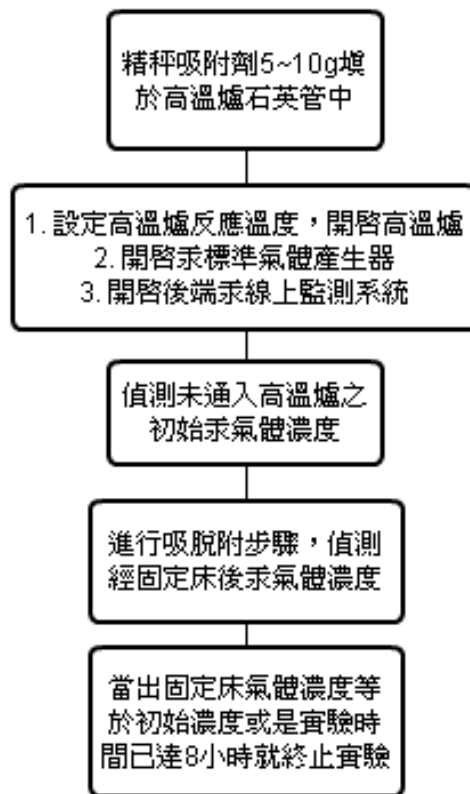 精秤吸附劑5~10g填
於高溫爐石英管中
1. 設定高溫爐反應溫度，開啓高溫爐
2. 開啓汞標準氣體產生器
3. 開啓後端汞線上監測系統
偵測未通入高溫爐之
初始汞氣體濃度
進行吸脫附步驟，偵測
經固定床後汞氣體濃度
當出固定床氣體濃度等
於初始濃度或是實驗時
間已達8小時就終止實驗